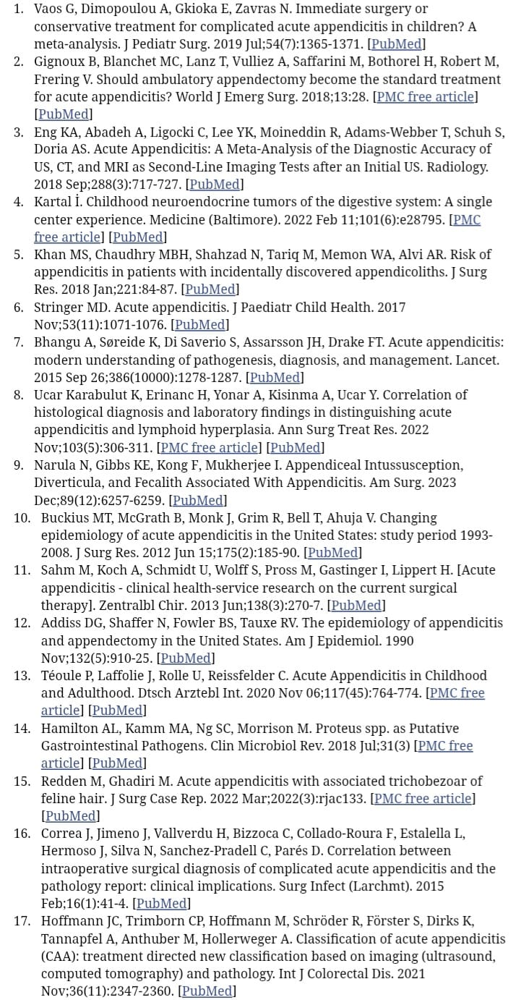 1. Vaos G, Dimopoulou A, Gkioka E, Zavras N. Immediate surgery or
conservative treatment for complicated acute appendicitis in children? A
meta-analysis. J Pediatr Surg. 2019 Jul;54(7):1365-1371. [PubMed]
2. Gignoux B, Blanchet MC, Lanz T, Vulliez A, Saffarini M, Bothorel H, Robert M,
Frering V. Should ambulatory appendectomy become the standard treatment
for acute appendicitis? World J Emerg Surg. 2018;13:28. [PMC free article]
[PubMed]
3. Eng KA, Abadeh A, Ligocki C, Lee YK, Moineddin R, Adams-Webber T, Schuh S,
Doria AS. Acute Appendicitis: A Meta-Analysis of the Diagnostic Accuracy of
US, CT, and MRI as Second-Line Imaging Tests after an Initial US. Radiology.
2018 Sep;288(3):717-727. [PubMed]
4. Kartal İ. Childhood neuroendocrine tumors of the digestive system: A single
center experience. Medicine (Baltimore). 2022 Feb 11;101(6):e28795. [PMC
free article] [PubMed]
5. Khan MS, Chaudhry MBH, Shahzad N, Tariq M, Memon WA, Alvi AR. Risk of
appendicitis in patients with incidentally discovered appendicoliths. J Surg
Res. 2018 Jan;221:84-87. [PubMed]
6. Stringer MD. Acute appendicitis. J Paediatr Child Health. 2017
Nov;53(11):1071-1076. [PubMed]
7. Bhangu A, Søreide K, Di Saverio S, Assarsson JH, Drake FT. Acute appendicitis:
modern understanding of pathogenesis, diagnosis, and management. Lancet.
2015 Sep 26;386(10000):1278-1287. [PubMed]
8. Ucar Karabulut K, Erinanc H, Yonar A, Kisinma A, Ucar Y. Correlation of
histological diagnosis and laboratory findings in distinguishing acute
appendicitis and lymphoid hyperplasia. Ann Surg Treat Res. 2022
Nov;103(5):306-311. [PMC free article] [PubMed]
9. Narula N, Gibbs KE, Kong F, Mukherjee I. Appendiceal Intussusception,
Diverticula, and Fecalith Associated With Appendicitis. Am Surg. 2023
Dec;89(12):6257-6259. [PubMed]
10. Buckius MT, McGrath B, Monk J, Grim R, Bell T, Ahuja V. Changing
epidemiology of acute appendicitis in the United States: study period 1993-
2008. J Surg Res. 2012 Jun 15;175(2):185-90. [PubMed]
11. Sahm M, Koch A, Schmidt U, Wolff S, Pross M, Gastinger I, Lippert H. [Acute
appendicitis - clinical health-service research on the current surgical
therapy]. Zentralbl Chir. 2013 Jun;138(3):270-7. [PubMed]
12. Addiss DG, Shaffer N, Fowler BS, Tauxe RV. The epidemiology of appendicitis
and appendectomy in the United States. Am J Epidemiol. 1990
Nov;132(5):910-25. [PubMed]
13. Téoule P, Laffolie J, Rolle U, Reissfelder C. Acute Appendicitis in Childhood
and Adulthood. Dtsch Arztebl Int. 2020 Nov 06;117(45):764-774. [PMC free
article] [PubMed]
14. Hamilton AL, Kamm MA, Ng SC, Morrison M. Proteus spp. as Putative
Gastrointestinal Pathogens. Clin Microbiol Rev. 2018 Jul;31(3) [PMC free
article] [PubMed]
15. Redden M, Ghadiri M. Acute appendicitis with associated trichobezoar of
feline hair. J Surg Case Rep. 2022 Mar;2022(3):rjac133. [PMC free article]
[PubMed]
16. Correa J, Jimeno J, Vallverdu H, Bizzoca C, Collado-Roura F, Estalella L,
Hermoso J, Silva N, Sanchez-Pradell C, Parés D. Correlation between
intraoperative surgical diagnosis of complicated acute appendicitis and the
pathology report: clinical implications. Surg Infect (Larchmt). 2015
Feb;16(1):41-4. [PubMed]
17. Hoffmann JC, Trimborn CP, Hoffmann M, Schröder R, Förster S, Dirks K,
Tannapfel A, Anthuber M, Hollerweger A. Classification of acute appendicitis
(CAA): treatment directed new classification based on imaging (ultrasound,
computed tomography) and pathology. Int J Colorectal Dis. 2021
Nov;36(11):2347-2360. [PubMed]